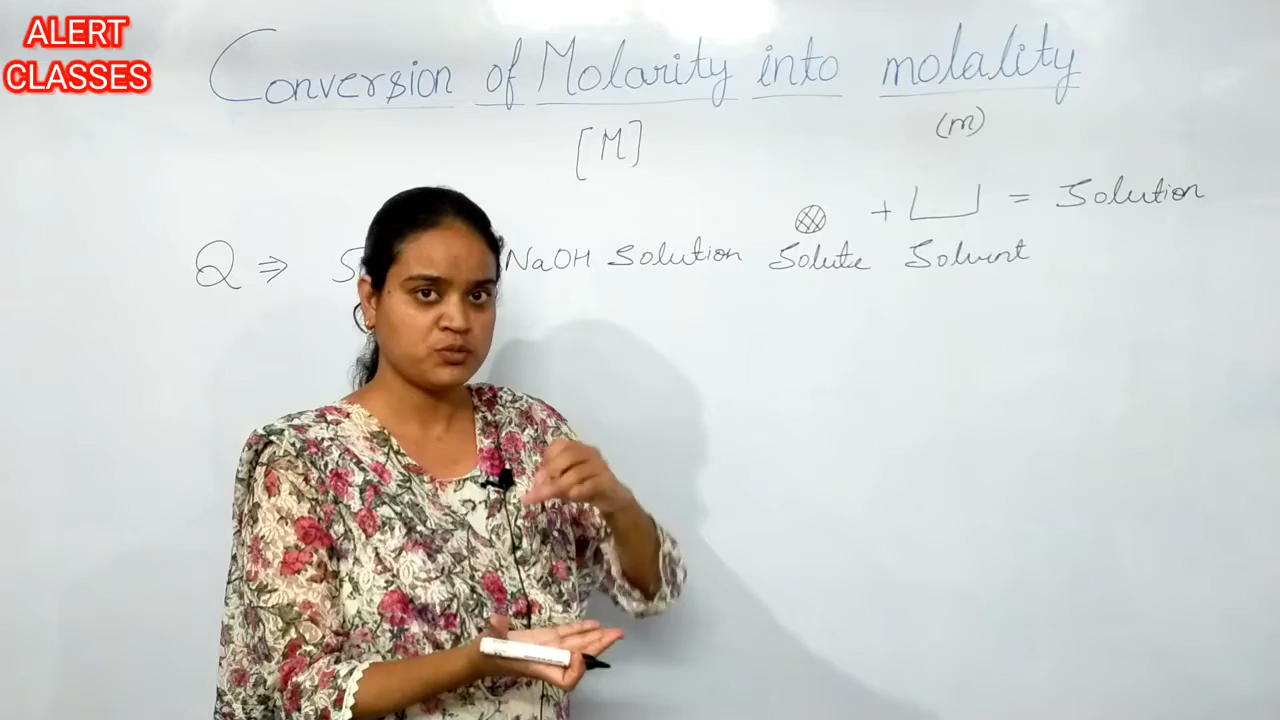 ALERT
CLASSES
Conversion of Molarity into molality
[M] (m)
+ = Solution
Q ⇒ NaOH Solution Solute Solvent